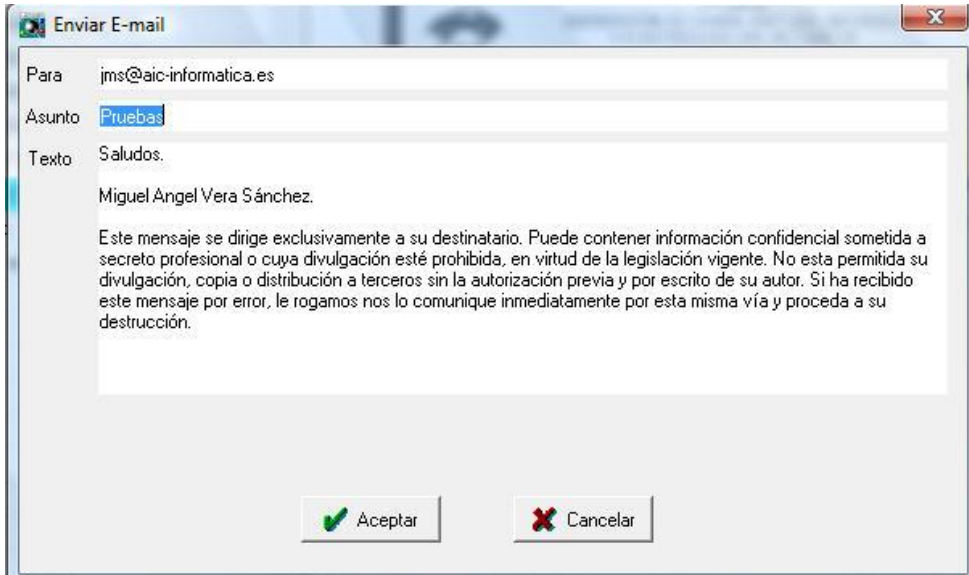 Enviar E-mail
Para jms@aic-informatica.es
Asunto Pruebas
Texto Saludos.
Miguel Angel Vera Sánchez.
Este mensaje se dirige exclusivamente a su destinatario. Puede contener información confidencial sometida a
secreto profesional o cuya divulgación esté prohibida, en virtud de la legislación vigente. No esta permitida su
divulgación, copia o distribución a terceros sin la autorización previa y por escrito de su autor. Si ha recibido
este mensaje por error, le rogamos nos lo comunique inmediatamente por esta misma vía y proceda a su
destrucción.
Aceptar Cancelar